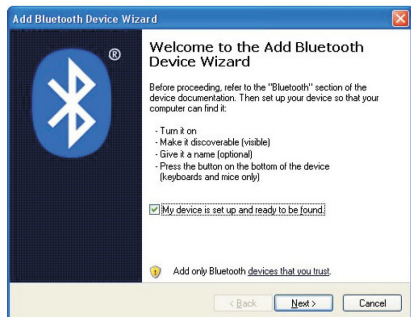 Add Bluetooth Device Wizard
®
Welcome to the Add Bluetooth
Device Wizard
Before proceeding, refer to the "Bluetooth" section of the
device documentation. Then set up your device so that your
computer can find it:
- Turn it on
- Make it discoverable (visible)
- Give it a name (optional)
- Press the button on the bottom of the device
(keyboards and mice only)
My device is set up and ready to be found.
Add only Bluetooth devices that you trust.
< Back Next > Cancel